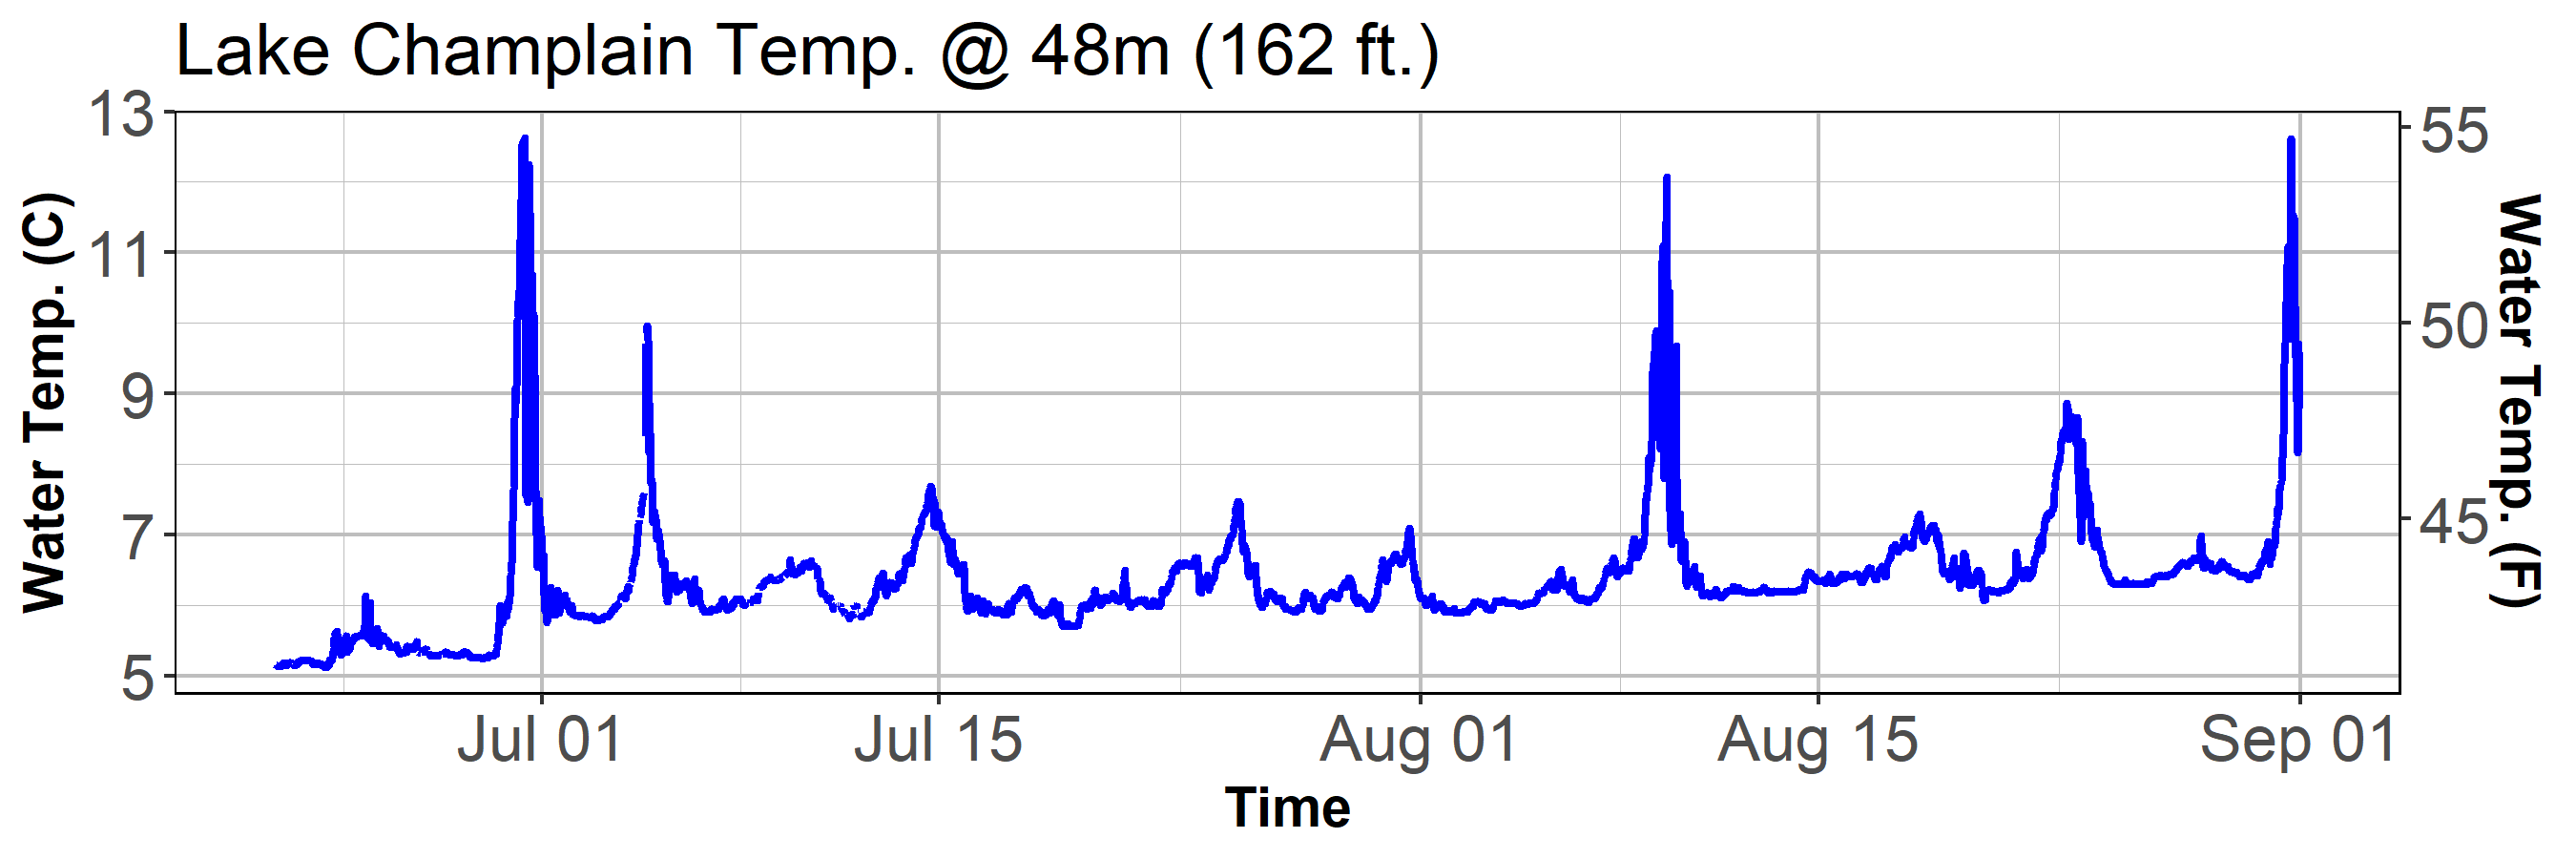 Lake Champlain Temp. @ 48m (162 ft.)
13
11
9
7
5
Water Temp. (C)
55
50
45
Water Temp. (F)
Jul 01 Jul 15 Aug 01 Aug 15 Sep 01
Time